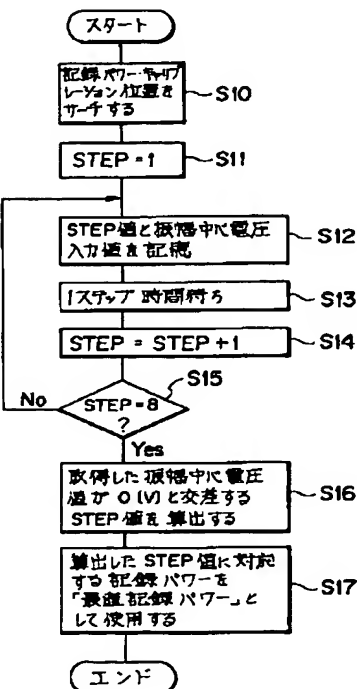 スタート
記録パワー・キャリブ
レーション位置を
サーチする
S10
STEP=1
S11
STEP値と振幅中心電圧
入力値を記憶
S12
1ステップ時間待ち
S13
STEP=STEP+1
S14
S15
STEP=8
?
No
Yes
取得した振幅中心電圧
値が0(V)と交差する
STEP値を算出する
S16
算出したSTEP値に対応
する記録パワーを
「最適記録パワー」と
して使用する
S17
エンド